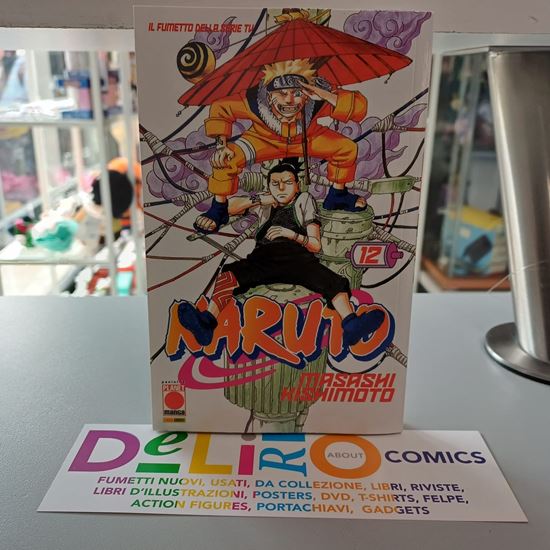 IL FUMETTO DELLA SERIE TV
12
NARUTO
MASASHI
KISHIMOTO
PLANET
manga
DeLiRiO ABOUT COMICS
FUMETTI NUOVI, USATI, DA COLLEZIONE, LIBRI, RIVISTE,
LIBRI D'ILLUSTRAZIONI, POSTERS, DVD, T-SHIRTS, FELPE,
ACTION FIGURES, PORTACHIAVI, GADGETS